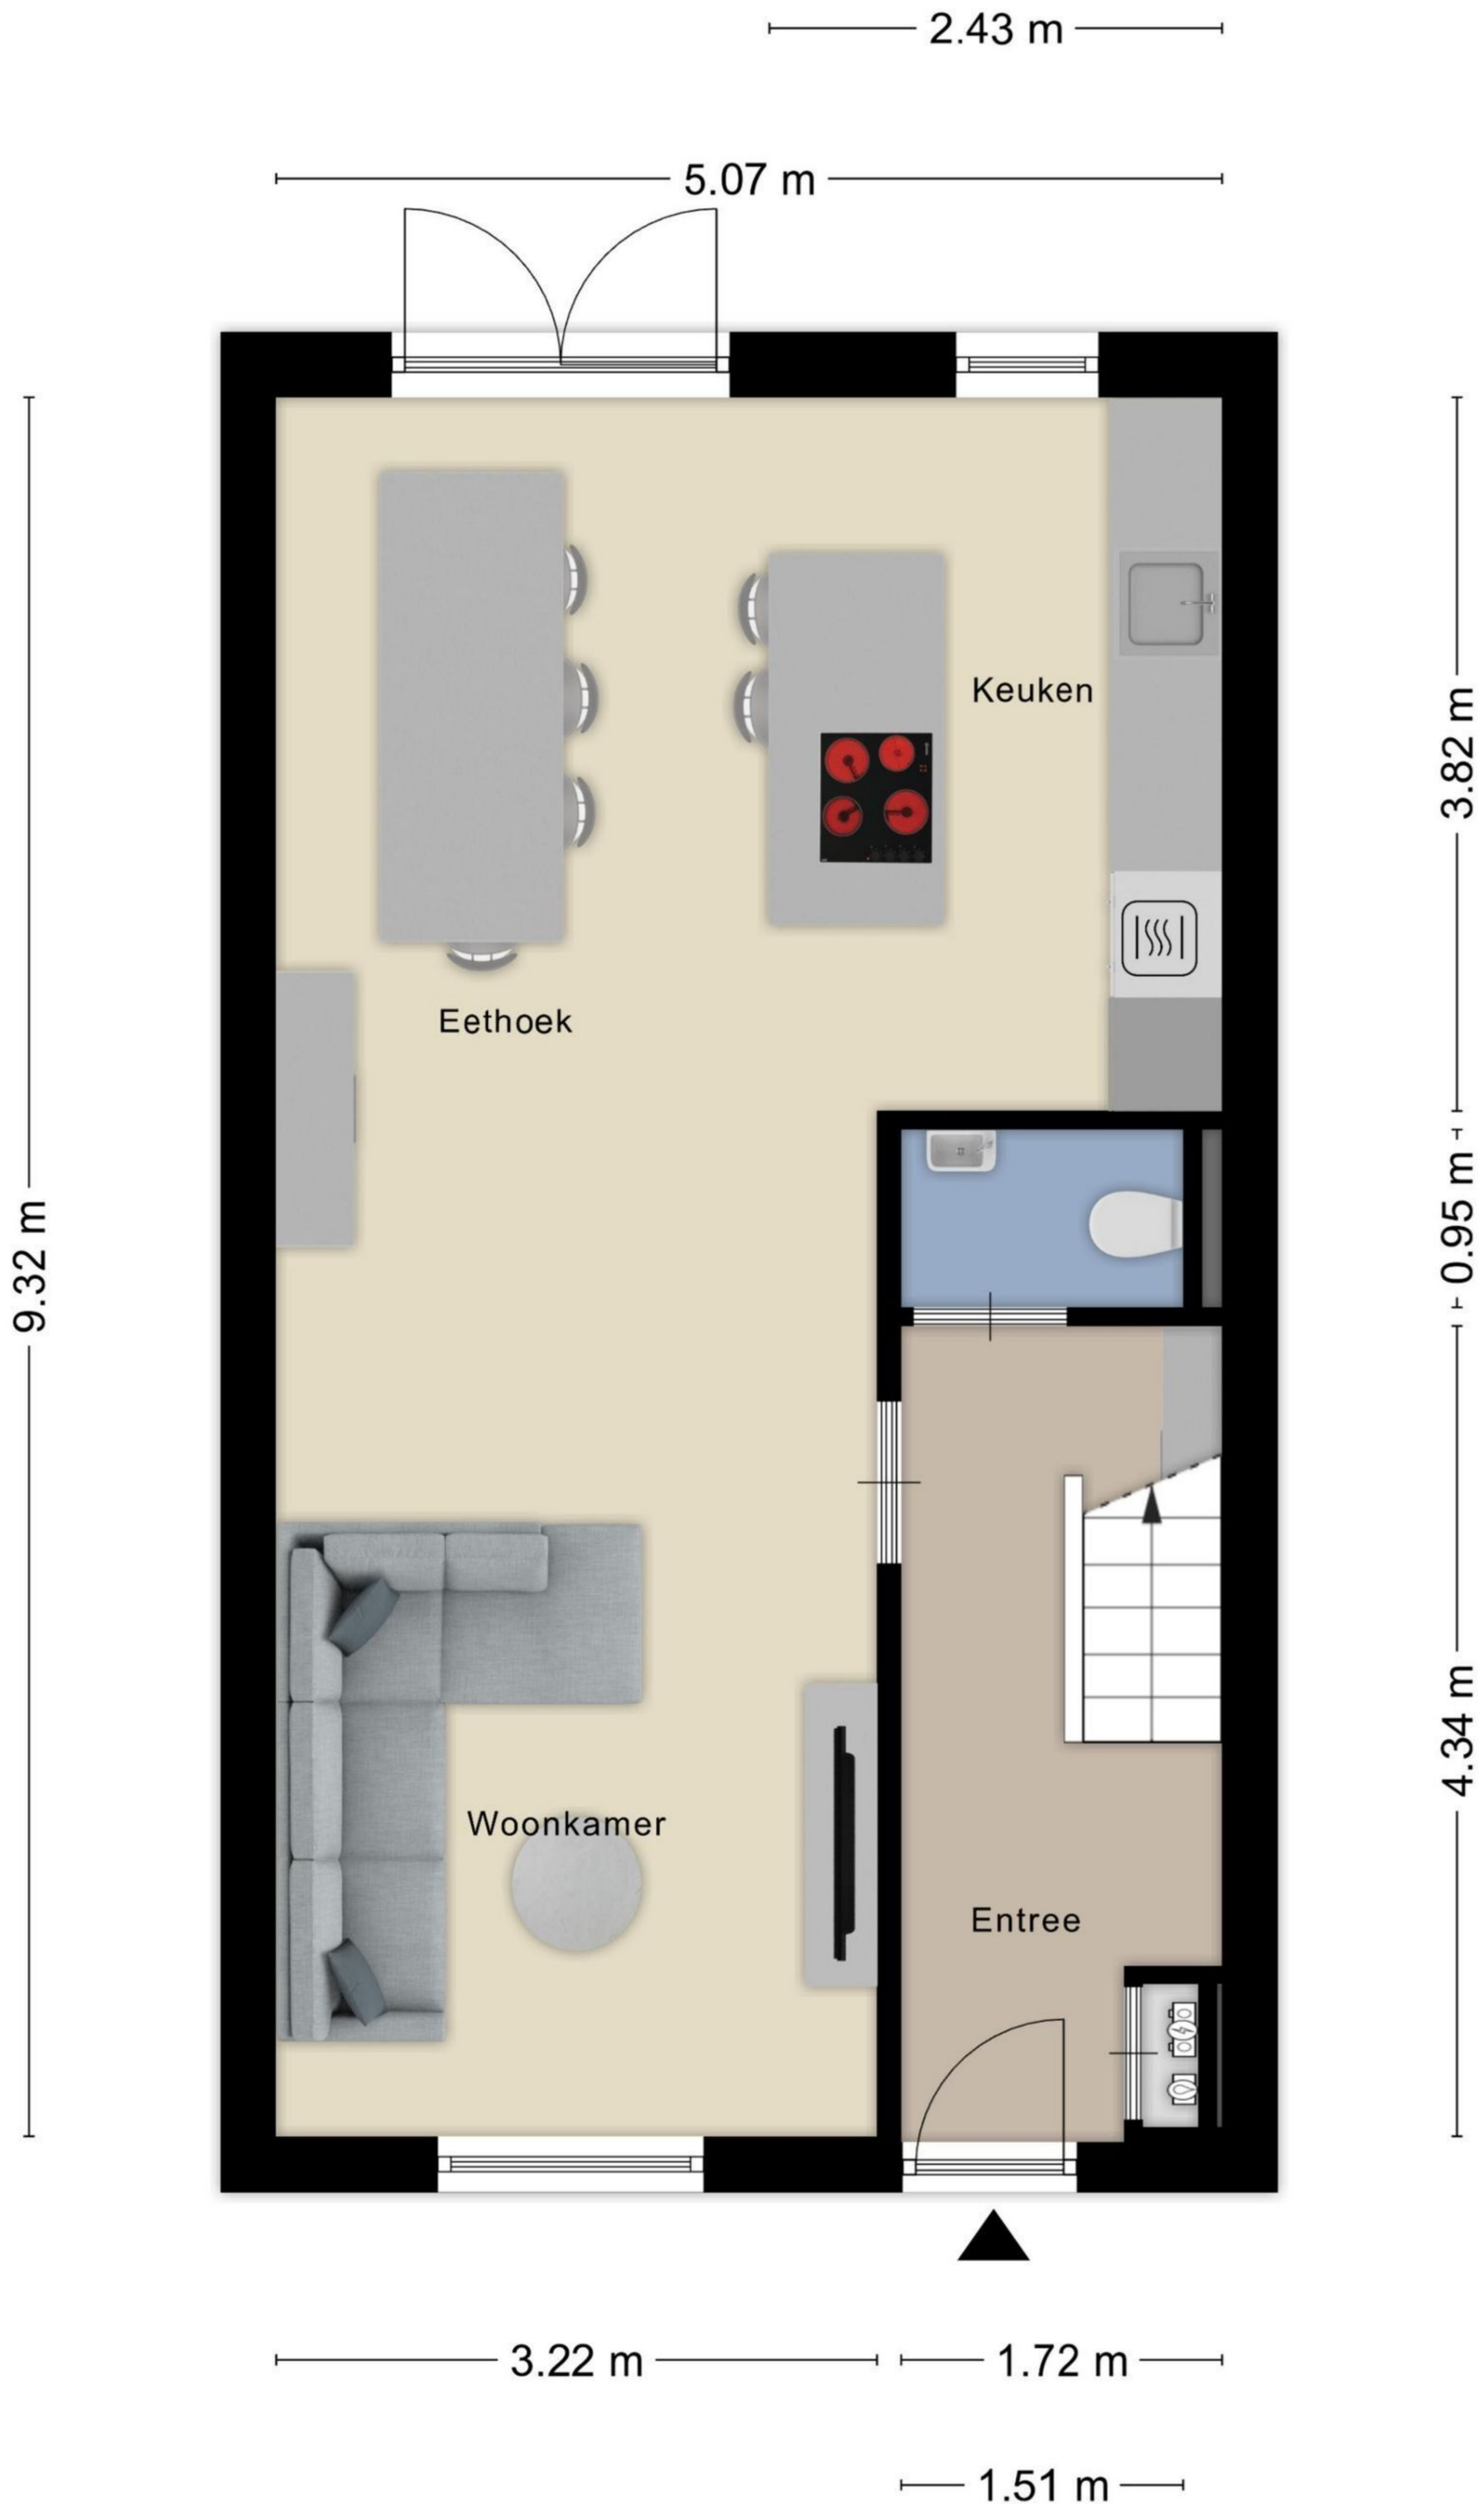 2.43 m
5.07 m
Keuken
3.82 m
Eethoek
0.95 m
9.32 m
4.34 m
Woonkamer
Entree
3.22 m
1.72 m
1.51 m